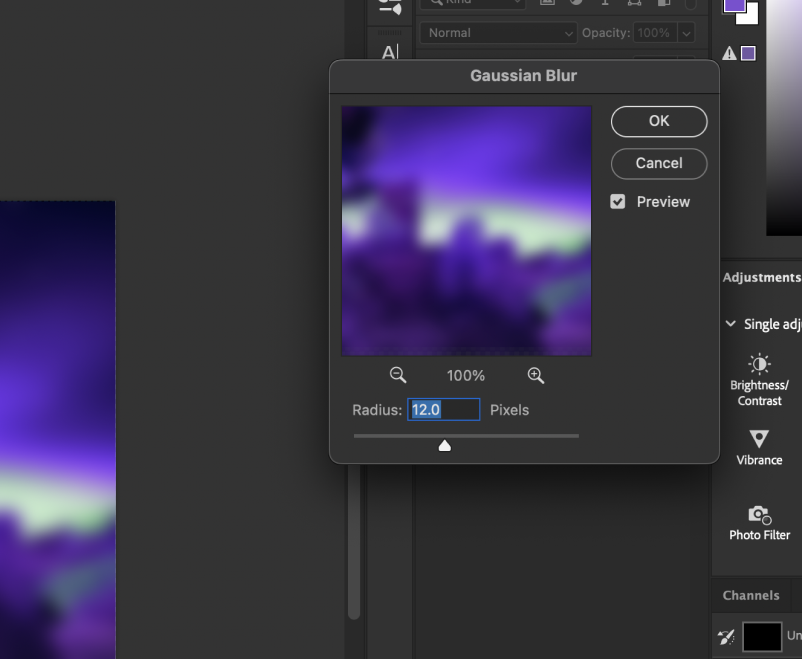 Kind
Normal
Opacity:
100%
A|
Gaussian Blur
OK
Cancel
Preview
100%
Radius:
12.0
Pixels
Adjustments
Single adj
Brightness/
Contrast
Vibrance
Photo Filter
Channels
Un